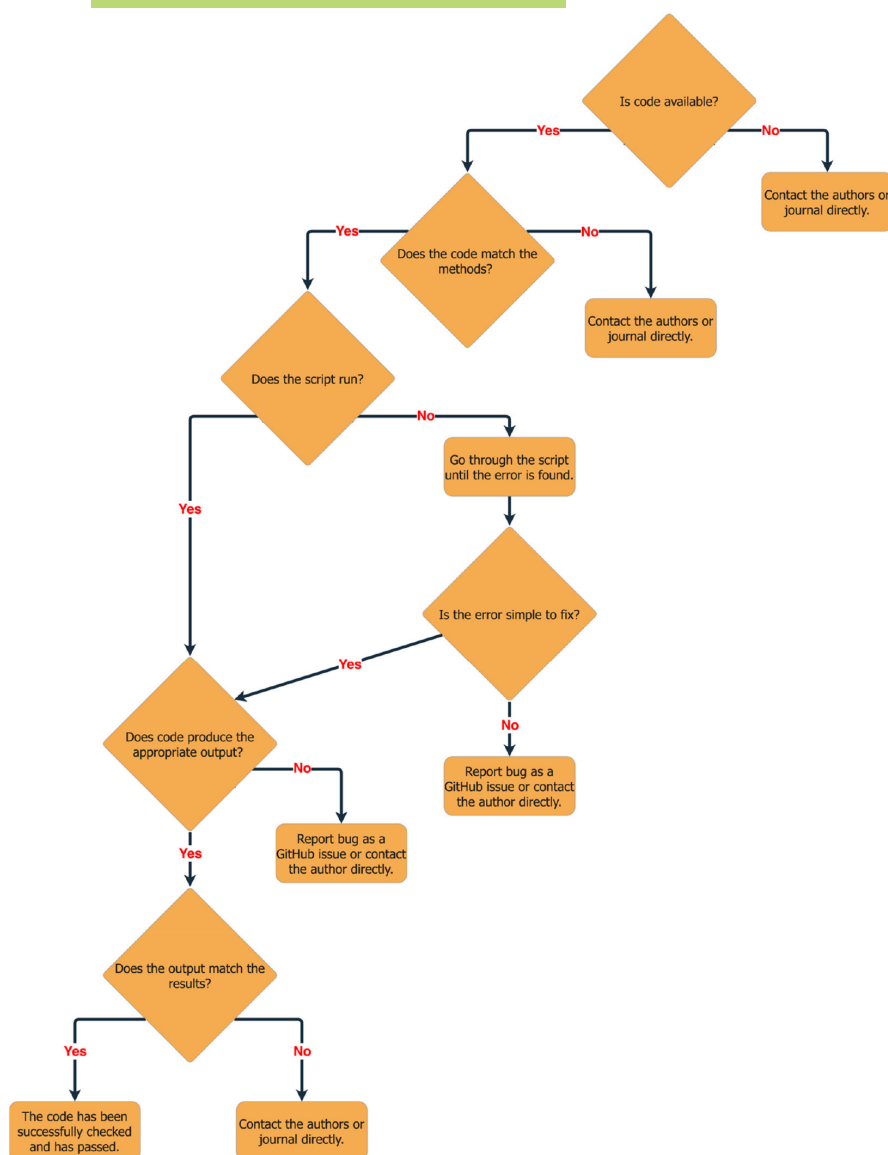 Is code available?
Yes
No
Contact the authors or
journal directly.
Does the code match the
methods?
Yes
No
Contact the authors or
journal directly.
Does the script run?
No
Go through the script
until the error is found.
Yes
Is the error simple to fix?
Yes
No
Does code produce the
appropriate output?
No
Report bug as a
GitHub issue or contact
the author directly.
Report bug as a
GitHub issue or contact
the author directly.
Yes
Does the output match the
results?
Yes
No
The code has been
successfully checked
and has passed.
Contact the authors or
journal directly.